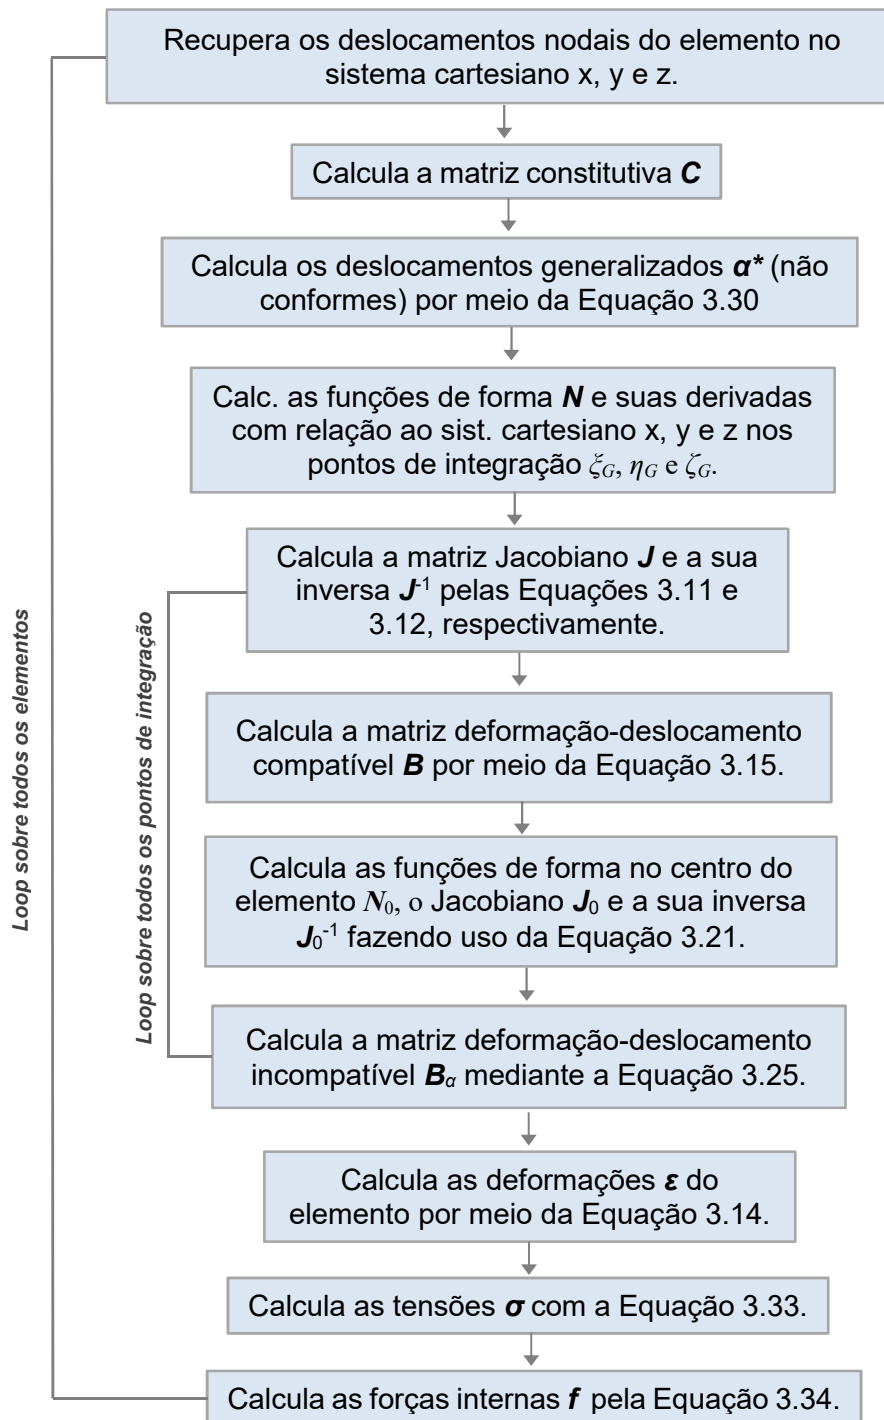 Recupera os deslocamentos nodais do elemento no
sistema cartesiano x, y e z.
Calcula a matriz constitutiva C
Calcula os deslocamentos generalizados α* (não
conformes) por meio da Equação 3.30
Calc. as funções de forma N e suas derivadas
com relação ao sist. cartesiano x, y e z nos
pontos de integração ξG, ηG e ζG.
Calcula a matriz Jacobiano J e a sua
inversa J-1 pelas Equações 3.11 e
3.12, respectivamente.
Calcula a matriz deformação-deslocamento
compatível B por meio da Equação 3.15.
Calcula as funções de forma no centro do
elemento N0, o Jacobiano J0 e a sua inversa
J0-1 fazendo uso da Equação 3.21.
Calcula a matriz deformação-deslocamento
incompatível Bα mediante a Equação 3.25.
Calcula as deformações ε do
elemento por meio da Equação 3.14.
Calcula as tensões σ com a Equação 3.33.
Calcula as forças internas f pela Equação 3.34.
Loop sobre todos os elementos
Loop sobre todos os pontos de integração